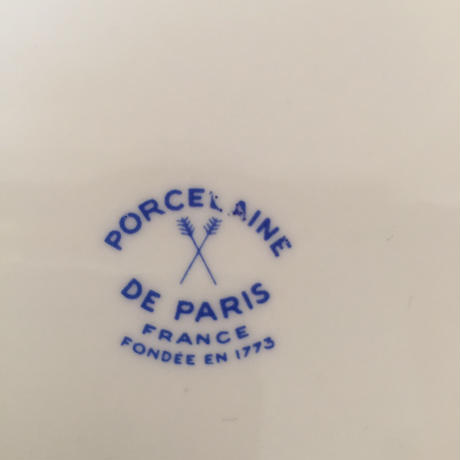 PORCELAINE
DE PARIS
FRANCE
FONDÉE EN 1773